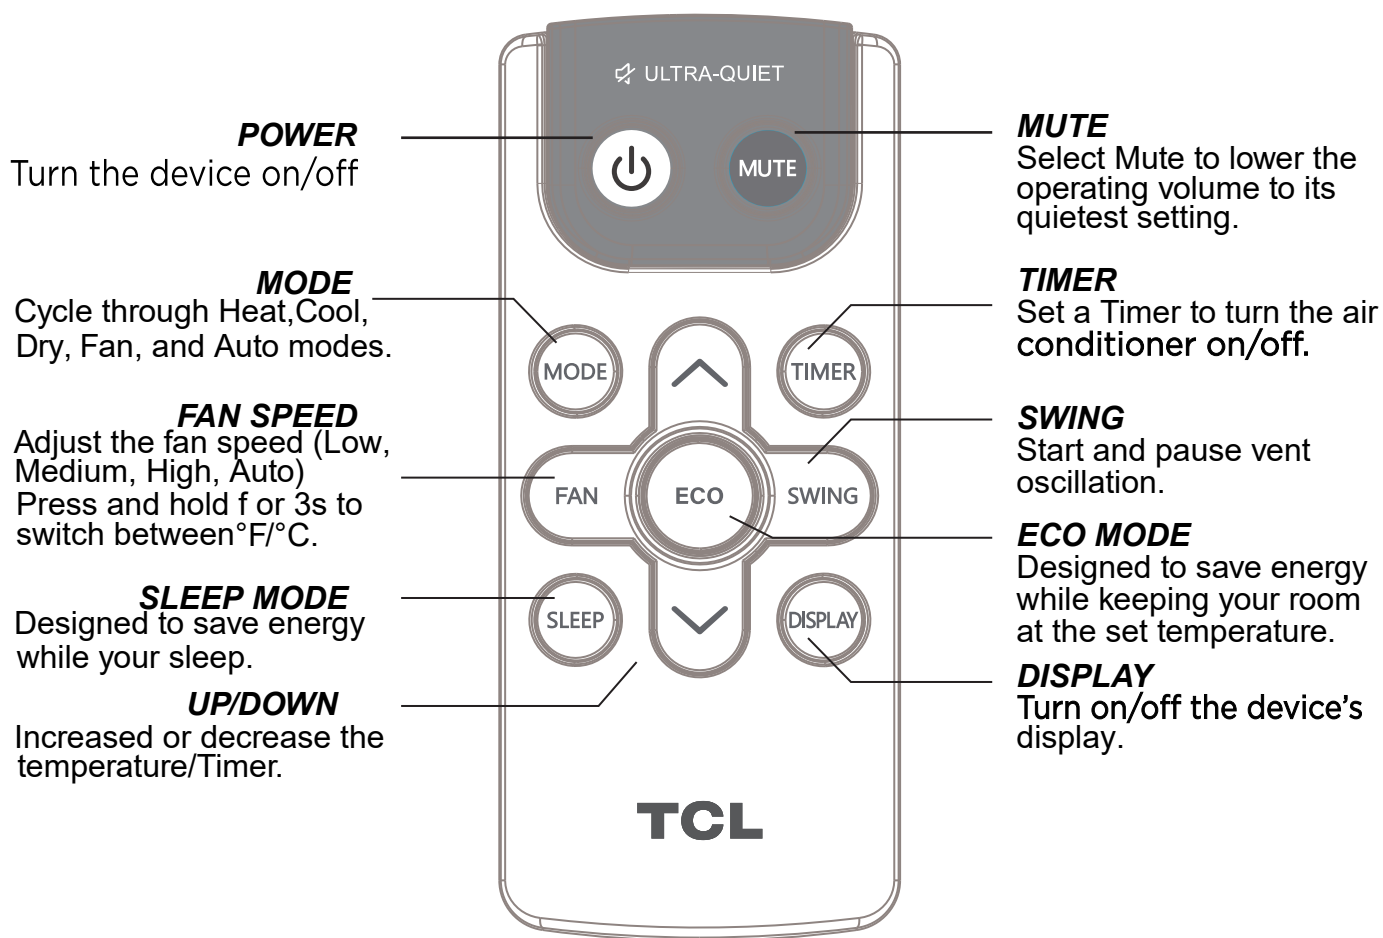 ULTRA-QUIET
MUTE
POWER
Turn the device on/off
MODE
Cycle through Heat,Cool,
Dry, Fan, and Auto modes.
FAN SPEED
Adjust the fan speed (Low,
Medium, High, Auto)
Press and hold f or 3s to
switch between°F/°C.
SLEEP MODE
Designed to save energy
while your sleep.
UP/DOWN
Increased or decrease the
temperature/Timer.
MODE
TIMER
FAN
ECO
SWING
SLEEP
DISPLAY
TCL
MUTE
Select Mute to lower the
operating volume to its
quietest setting.
TIMER
Set a Timer to turn the air
conditioner on/off.
SWING
Start and pause vent
oscillation.
ECO MODE
Designed to save energy
while keeping your room
at the set temperature.
DISPLAY
Turn on/off the device's
display.